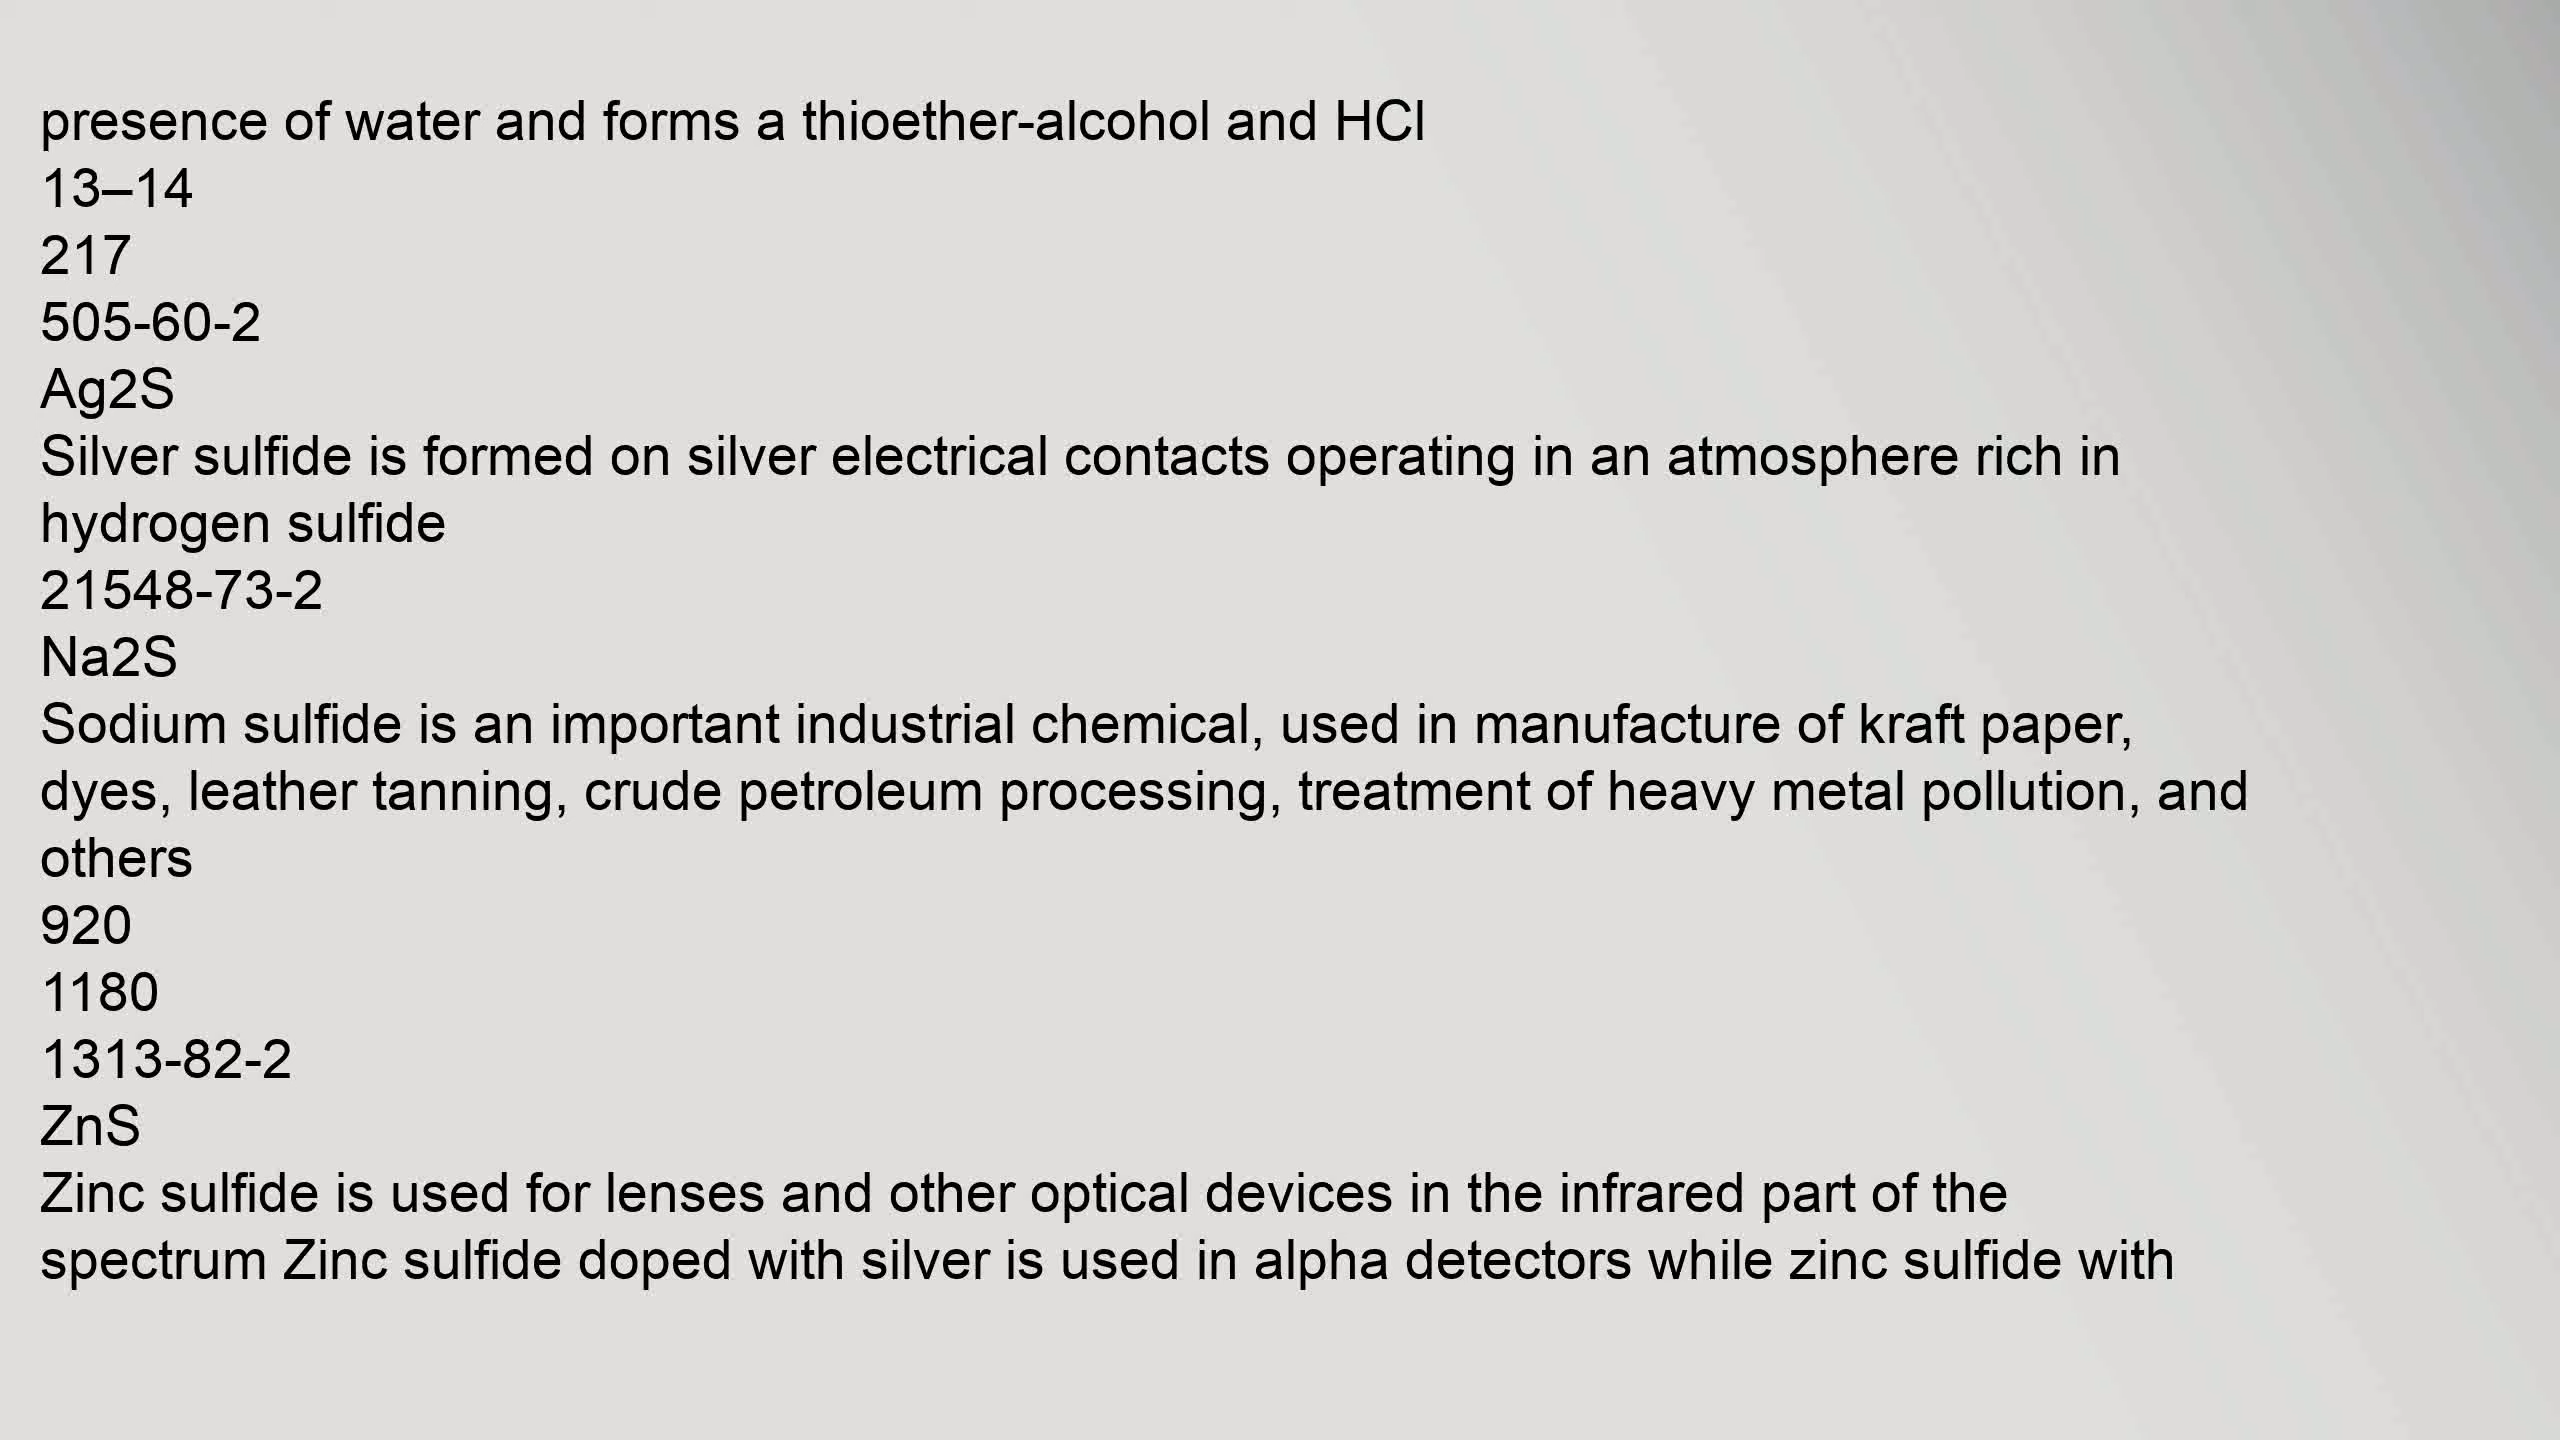 presence of water and forms a thioether-alcohol and HCl
13–14
217
505-60-2
Ag2S
Silver sulfide is formed on silver electrical contacts operating in an atmosphere rich in
hydrogen sulfide
21548-73-2
Na2S
Sodium sulfide is an important industrial chemical, used in manufacture of kraft paper,
dyes, leather tanning, crude petroleum processing, treatment of heavy metal pollution, and
others
920
1180
1313-82-2
ZnS
Zinc sulfide is used for lenses and other optical devices in the infrared part of the
spectrum Zinc sulfide doped with silver is used in alpha detectors while zinc sulfide with